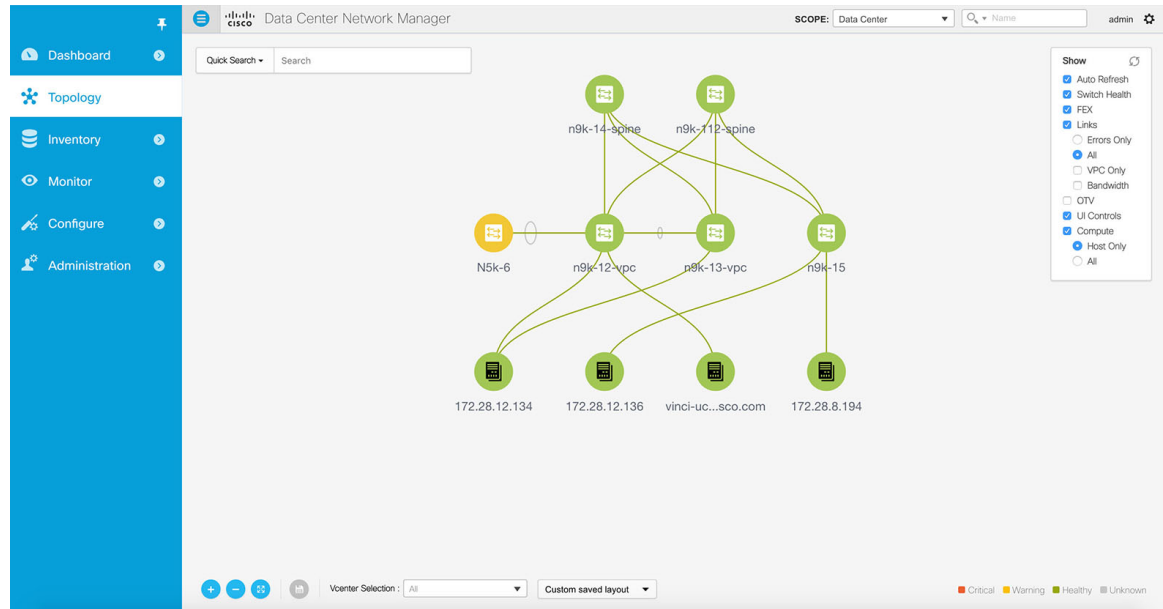 cisco Data Center Network Manager
SCOPE: Data Center
Name
admin
Dashboard
Topology
Inventory
Monitor
Configure
Administration
Quick Search
Search
n9k-14-spine
n9k-112-spine
N5k-6
n9k-12-vpc
n9k-13-vpc
n9k-15
172.28.12.134
172.28.12.136
vinci-uc...sco.com
172.28.8.194
Show
Auto Refresh
Switch Health
FEX
Links
Errors Only
All
VPC Only
Bandwidth
OTV
UI Controls
Compute
Host Only
All
Vcenter Selection : All
Custom saved layout
Critical Warning Healthy Unknown